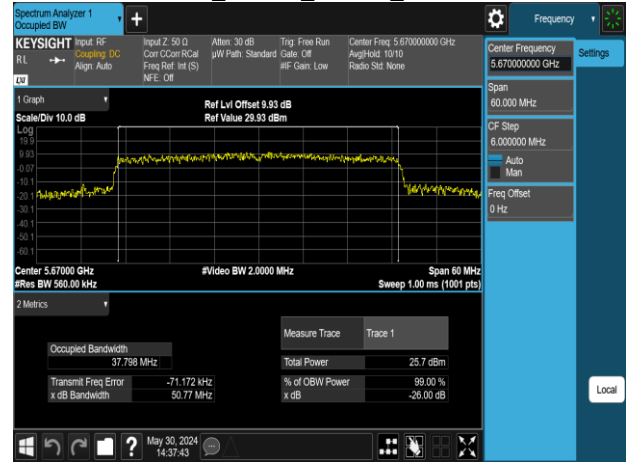 Spectrum Analyzer 1
Occupied BW
Frequency
KEYSIGHT
Input: RF
Coupling: DC
Align: Auto
Input Z: 50 Ω
Corr CCorr RCal
Freq Ref: Int (S)
NFE: Off
Atten: 30 dB
µW Path: Standard
Trig: Free Run
Gate: Off
#IF Gain: Low
Center Freq: 5.670000000 GHz
Avg|Hold: 10/10
Radio Std: None
RL
LXI
Center Frequency
5.670000000 GHz
Settings
Span
60.000 MHz
CF Step
6.000000 MHz
Auto
Man
Freq Offset
0 Hz
1 Graph
Scale/Div 10.0 dB
Ref Lvl Offset 9.93 dB
Ref Value 29.93 dBm
Log
19.9
9.93
-0.07
-10.1
-20.1
-30.1
-40.1
-50.1
-60.1
Center 5.67000 GHz
#Video BW 2.0000 MHz
Span 60 MHz
#Res BW 560.00 kHz
Sweep 1.00 ms (1001 pts)
2 Metrics
Measure Trace
Trace 1
Occupied Bandwidth
37.798 MHz
Total Power
25.7 dBm
Transmit Freq Error
-71.172 kHz
% of OBW Power
99.00 %
x dB Bandwidth
50.77 MHz
x dB
-26.00 dB
Local
?
May 30, 2024
14:37:43